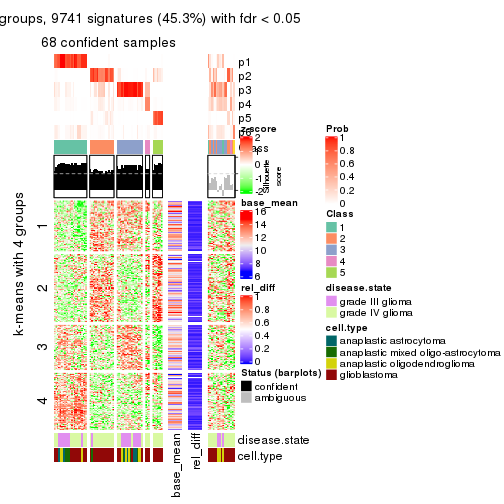 groups, 9741 signatures (45.3%) with fdr < 0.05
68 confident samples
p1
p2
p3
p4
p5
p6
k-means with 4 groups
1
2
3
4
z-score
2
1
0
-1
-2
Silhouette
score
base_mean
16
14
12
10
8
6
rel_diff
1
0.8
0.6
0.4
0.2
0
Status (barplots)
confident
ambiguous
Prob
1
0.8
0.6
0.4
0.2
0
Class
1
2
3
4
5
disease.state
grade III glioma
grade IV glioma
cell.type
anaplastic astrocytoma
anaplastic mixed oligo-astrocytoma
anaplastic oligodendroglioma
glioblastoma
disease.state
cell.type
base_mean
rel_diff